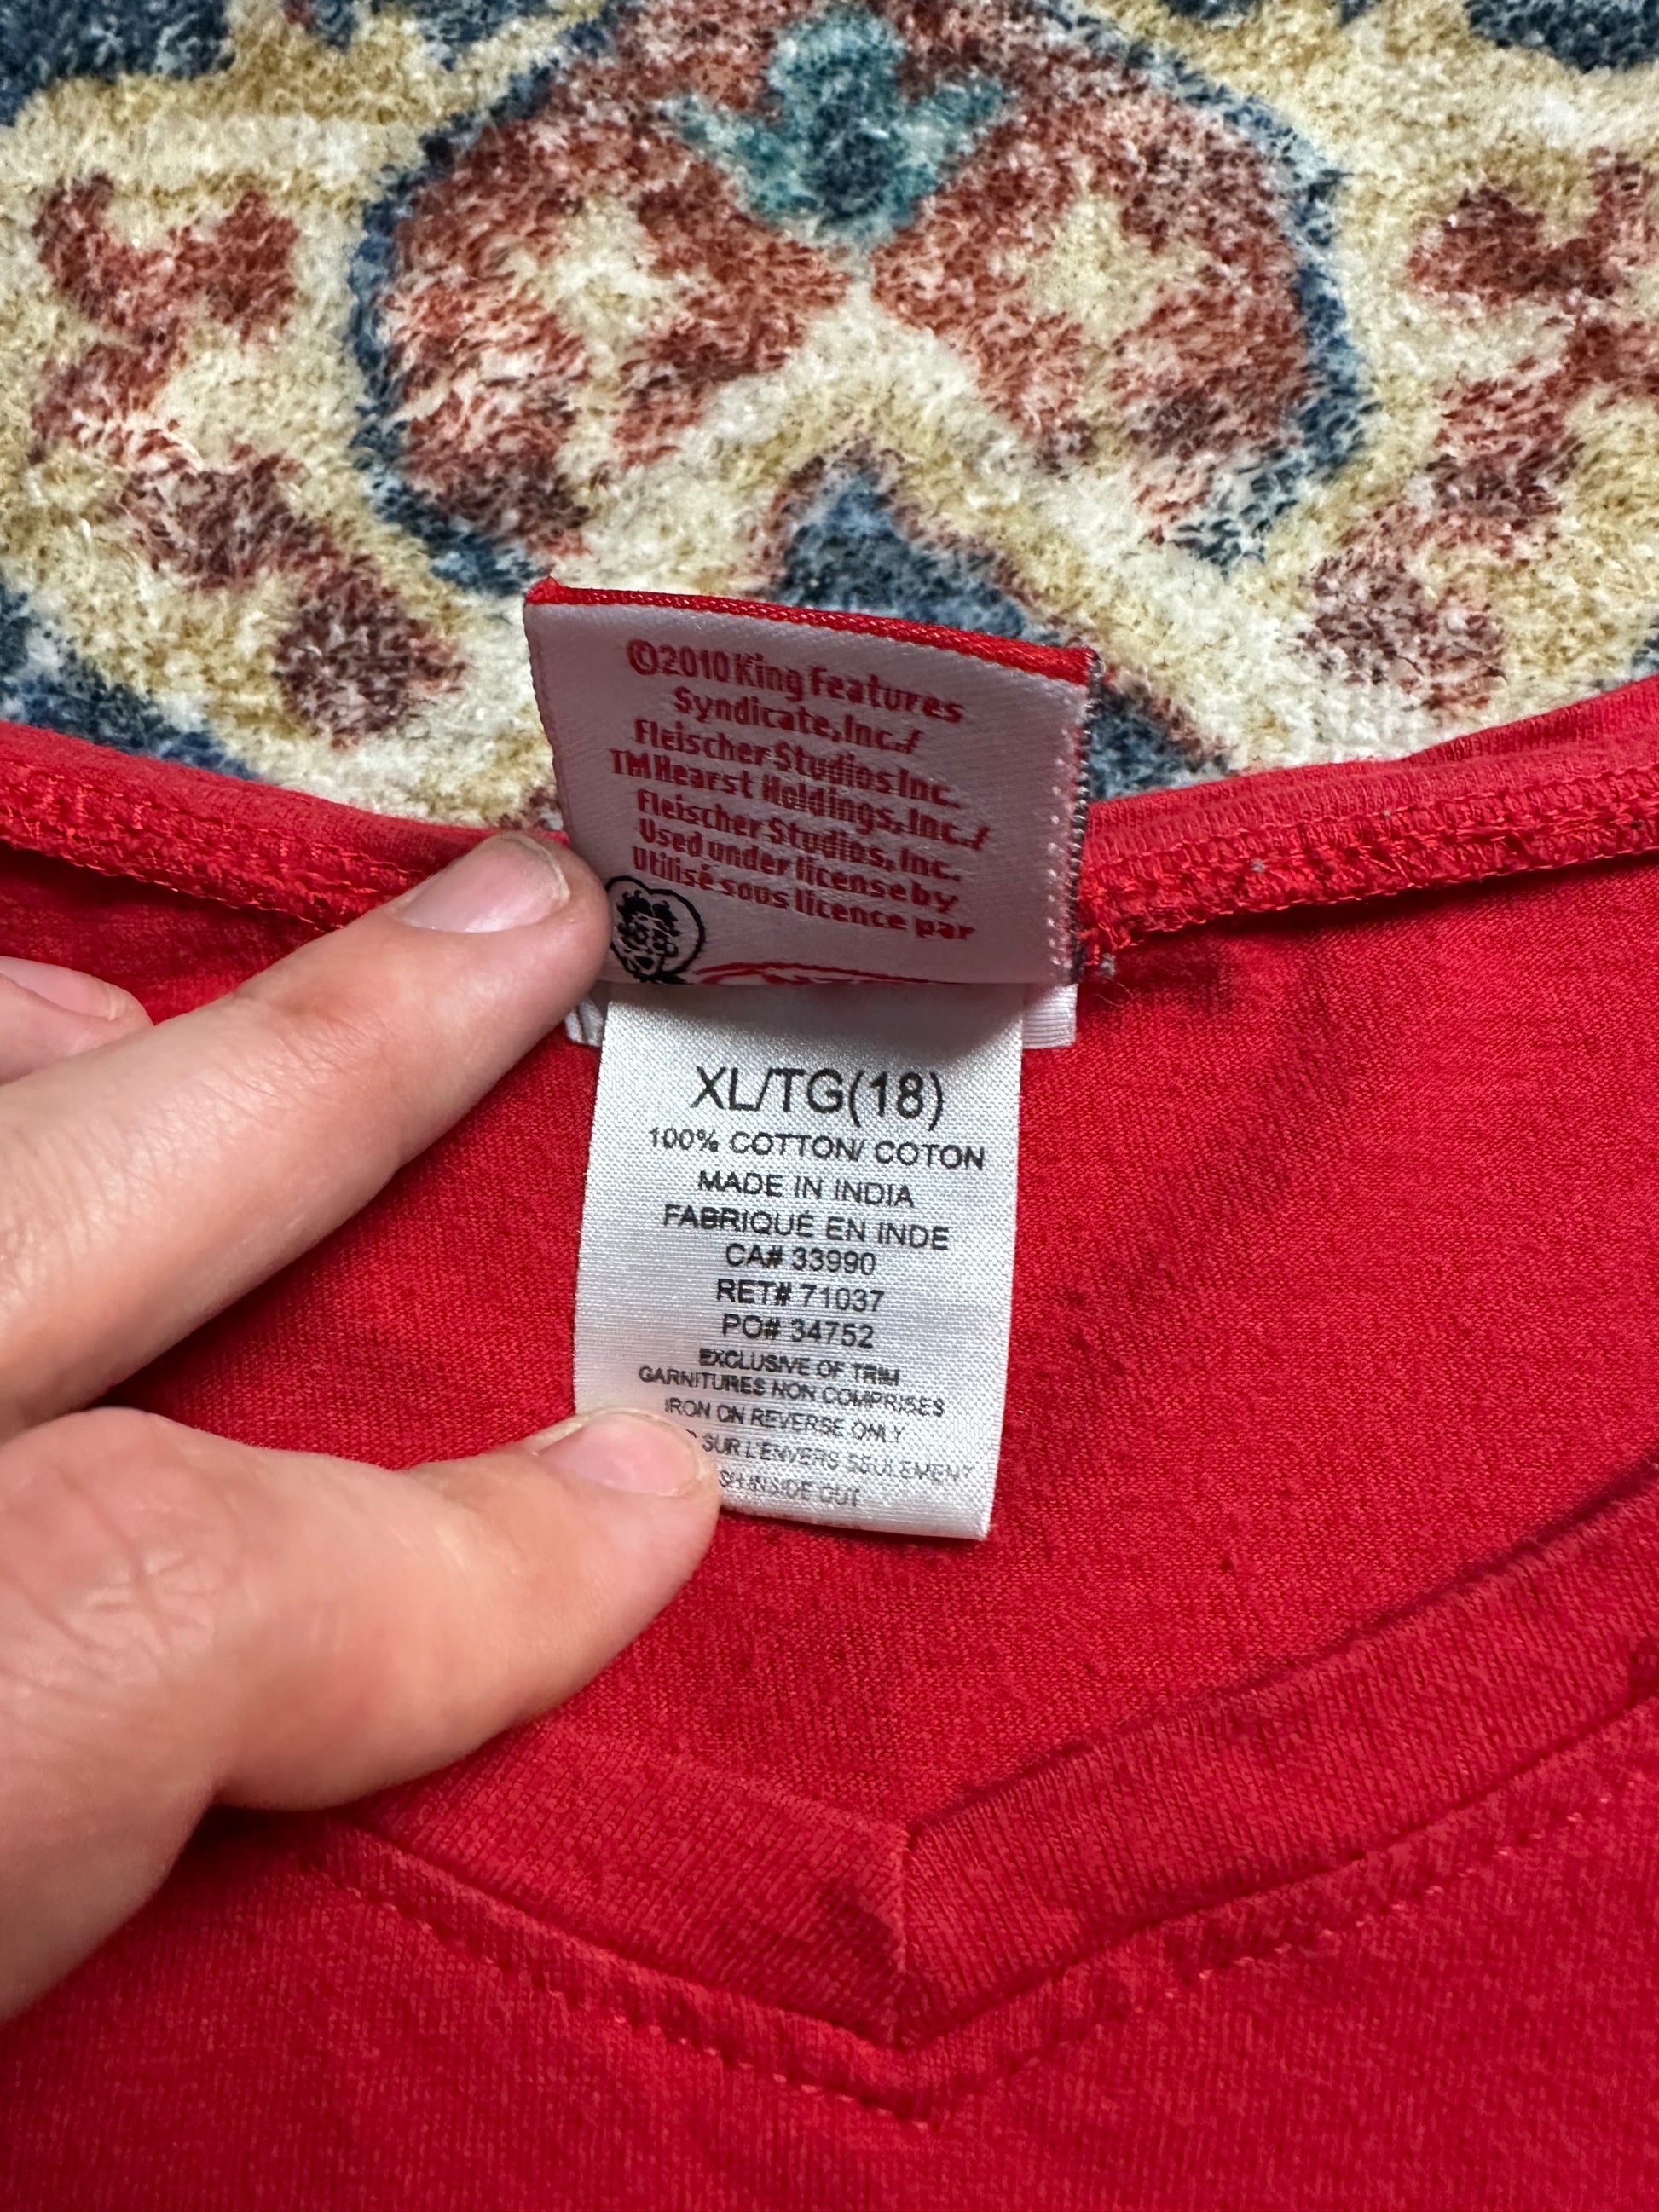 ©2010 King Features
Syndicate, Inc./
Fleischer Studios Inc.
TM Hearst Holdings, Inc./
Fleischer Studios, Inc.
Used under license by
Utilisé sous licence par
XL/TG(18)
100% COTTON/ COTON
MADE IN INDIA
FABRIQUE EN INDE
CA# 33990
RET# 71037
PO# 34752
EXCLUSIVE OF TRIM
GARNITURES NON COMPRISES
IRON ON REVERSE ONLY
SUR L'ENVERS SEULEMENT
INSIDE OUT